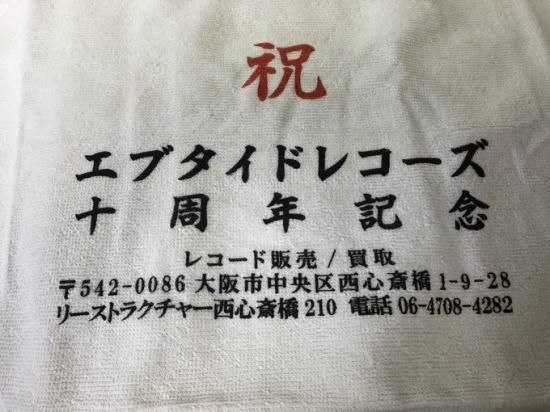 祝
エブタイドレコーズ
十周年記念
レコード販売/買取
〒542-0086 大阪市中央区西心斎橋1-9-28
リーストラクチャー西心斎橋210 電話06-4708-4282